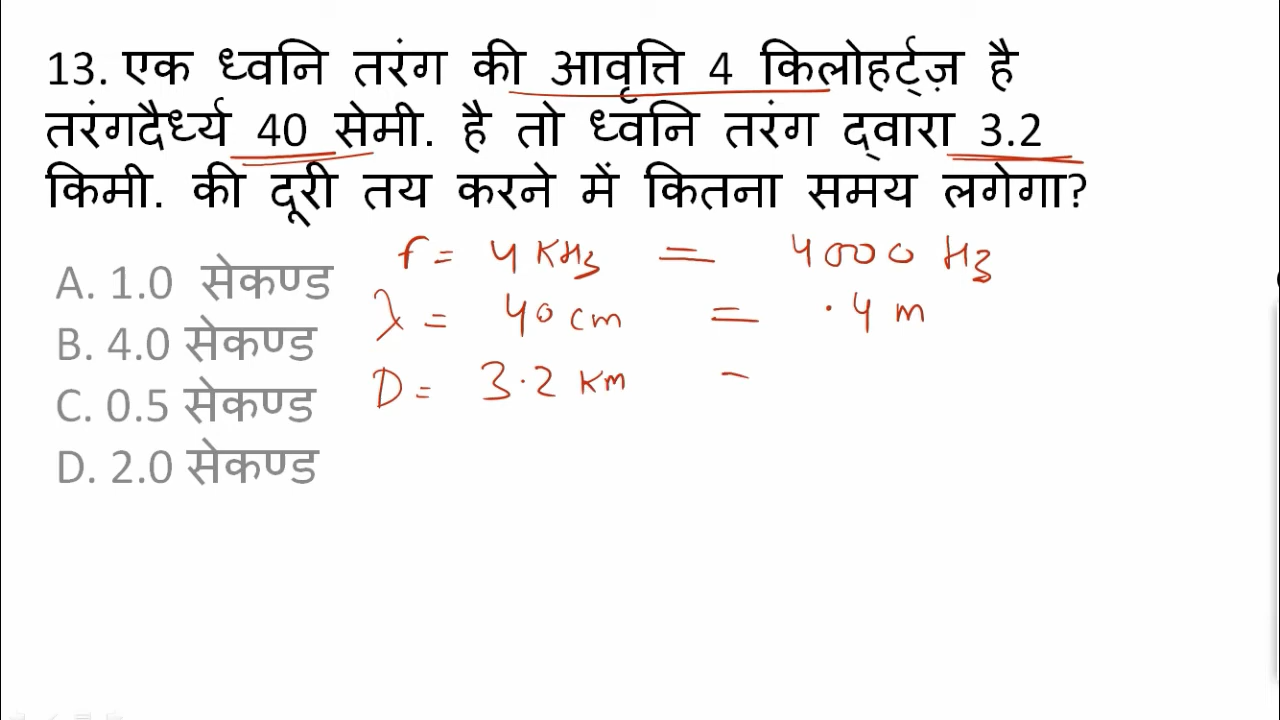 13. एक ध्वनि तरंग की आवृत्ति 4 किलोहर्ट्ज़ है
तरंगदैर्ध्य 40 सेमी. है तो ध्वनि तरंग द्वारा 3.2
किमी. की दूरी तय करने में कितना समय लगेगा?
A. 1.0 सेकण्ड
B. 4.0 सेकण्ड
C. 0.5 सेकण्ड
D. 2.0 सेकण्ड
f = 4 KHz = 4000 Hz
λ = 40 cm = .4 m
D = 3.2 Km -